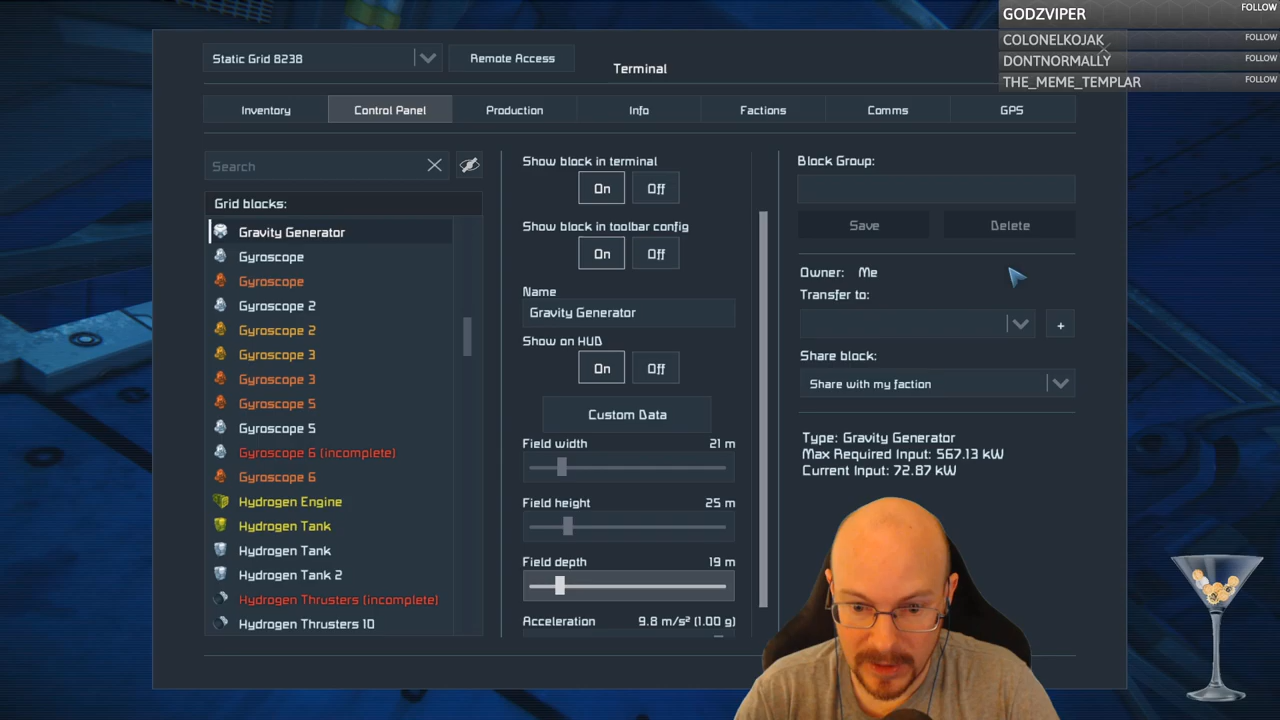 GODZVIPER
FOLLOW
COLONELKOJAK
FOLLOW
DONTNORMALLY
FOLLOW
THE_MEME_TEMPLAR
FOLLOW
Static Grid 8238
Remote Access
Terminal
Inventory
Control Panel
Production
Info
Factions
Comms
GPS
Search
Grid blocks:
Gravity Generator
Gyroscope
Gyroscope
Gyroscope 2
Gyroscope 2
Gyroscope 3
Gyroscope 3
Gyroscope 5
Gyroscope 5
Gyroscope 6 (incomplete)
Gyroscope 6
Hydrogen Engine
Hydrogen Tank
Hydrogen Tank
Hydrogen Tank 2
Hydrogen Thrusters (incomplete)
Hydrogen Thrusters 10
Show block in terminal
On Off
Show block in toolbar config
On Off
Name
Gravity Generator
Show on HUD
On Off
Custom Data
Field width 21 m
Field height 25 m
Field depth 19 m
Acceleration 9.8 m/s² (1.00 g)
Block Group:
Save Delete
Owner: Me
Transfer to:
+
Share block:
Share with my faction
Type: Gravity Generator
Max Required Input: 567.13 kW
Current Input: 72.87 kW